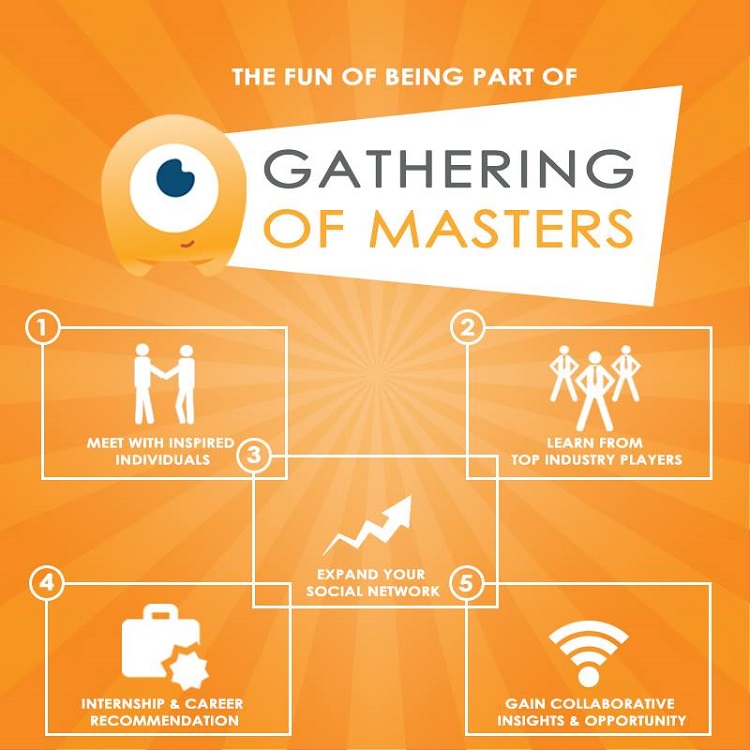 THE FUN OF BEING PART OF
GATHERING
OF MASTERS
1
MEET WITH INSPIRED
INDIVIDUALS
2
LEARN FROM
TOP INDUSTRY PLAYERS
3
EXPAND YOUR
SOCIAL NETWORK
4
INTERNSHIP & CAREER
RECOMMENDATION
5
GAIN COLLABORATIVE
INSIGHTS & OPPORTUNITY